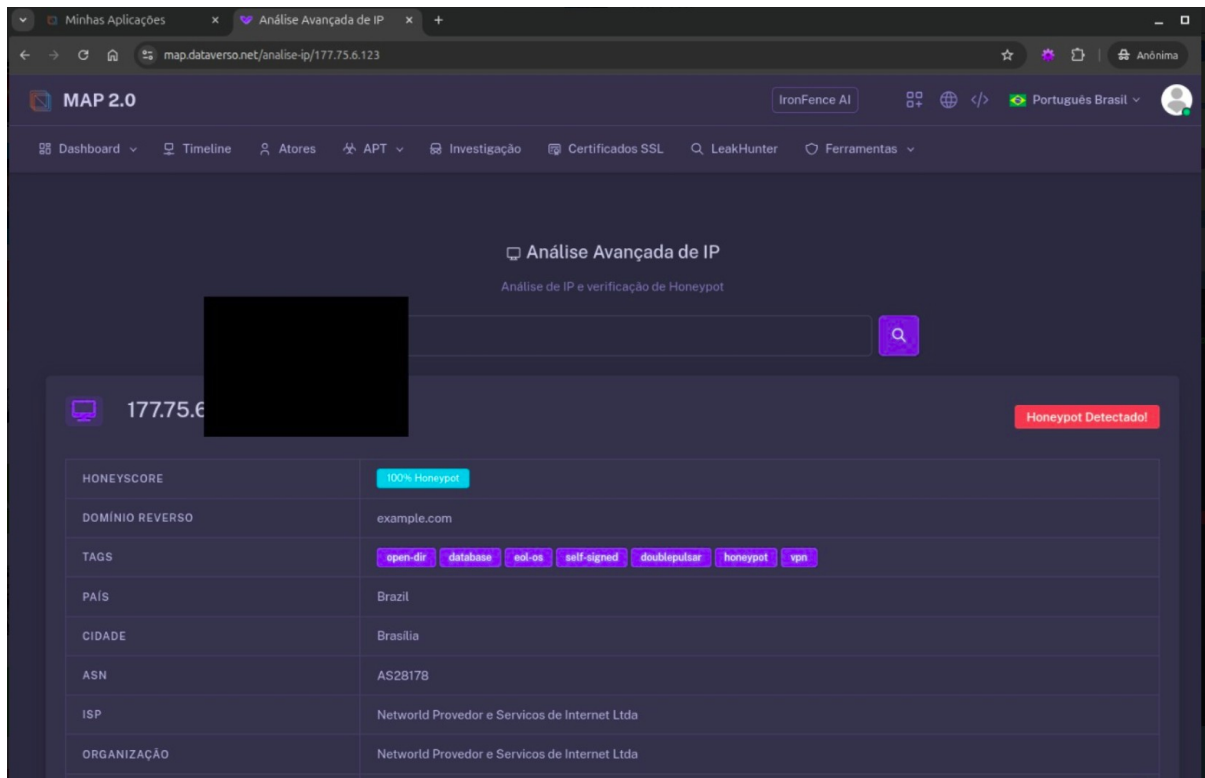 Minhas Aplicações
Análise Avançada de IP
map.dataverso.net/analise-ip/177.75.6.123
Anônima
MAP 2.0
IronFence AI
Português Brasil
Dashboard Timeline Atores APT Investigação Certificados SSL LeakHunter Ferramentas
Análise Avançada de IP
Análise de IP e verificação de Honeypot
177.75.6
Honeypot Detectado!
HONEYSCORE 100% Honeypot
DOMÍNIO REVERSO example.com
TAGS open-dir database eol-os self-signed doublepulsar honeypot vpn
PAÍS Brazil
CIDADE Brasília
ASN AS28178
ISP Networld Provedor e Servicos de Internet Ltda
ORGANIZAÇÃO Networld Provedor e Servicos de Internet Ltda